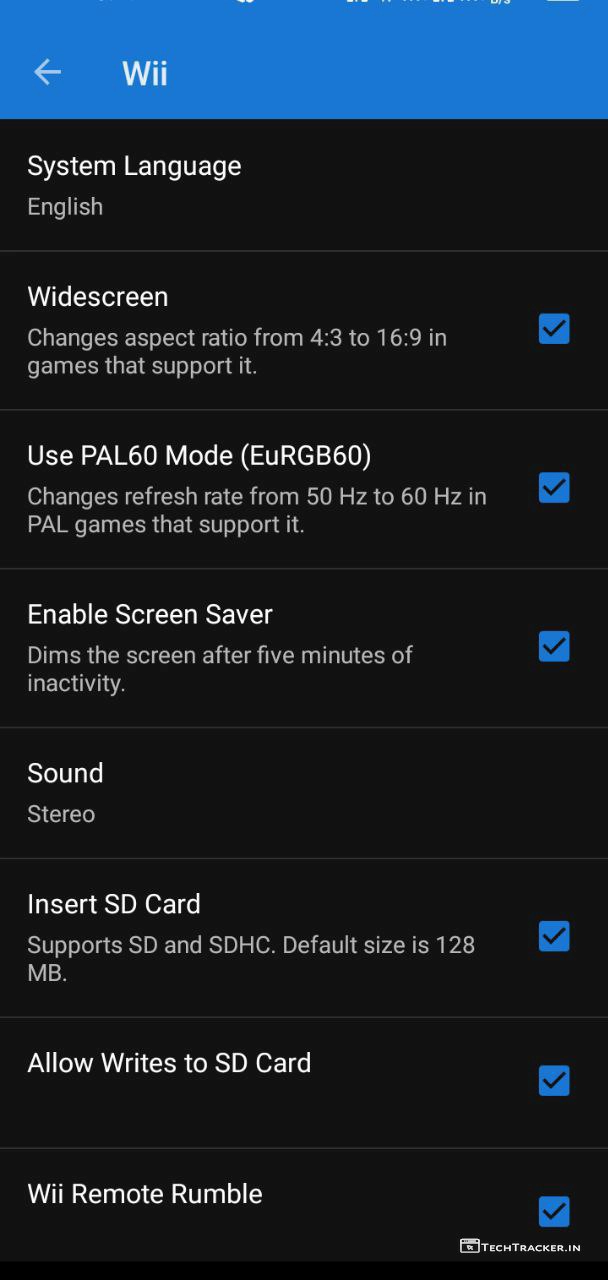 Wii
System Language
English
Widescreen
Changes aspect ratio from 4:3 to 16:9 in
games that support it.
Use PAL60 Mode (EuRGB60)
Changes refresh rate from 50 Hz to 60 Hz in
PAL games that support it.
Enable Screen Saver
Dims the screen after five minutes of
inactivity.
Sound
Stereo
Insert SD Card
Supports SD and SDHC. Default size is 128
MB.
Allow Writes to SD Card
Wii Remote Rumble
TECHTRACKER.IN